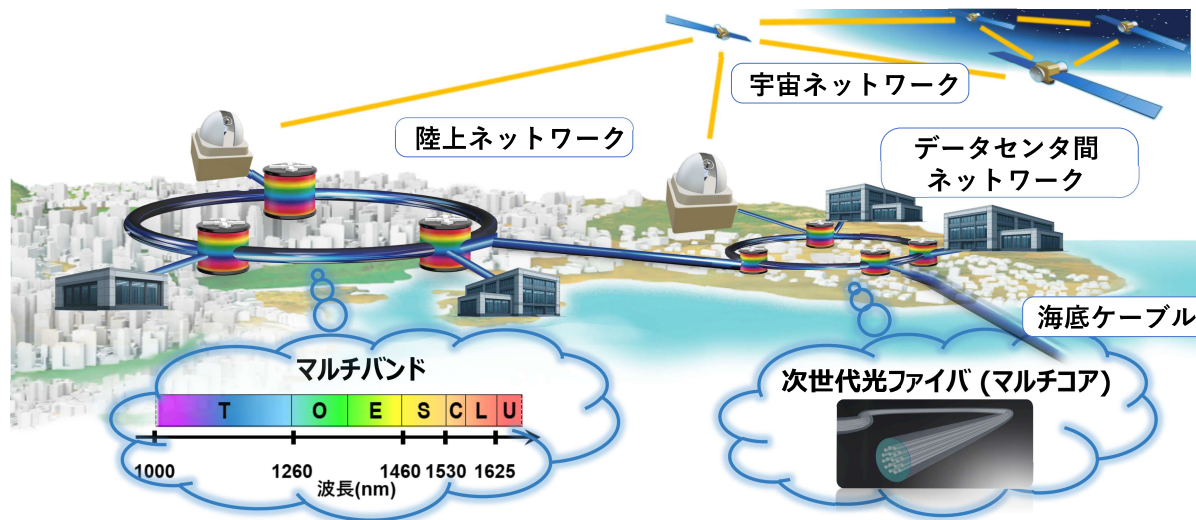 宇宙ネットワーク
陸上ネットワーク
データセンタ間
ネットワーク
海底ケーブル
マルチバンド
T O E S C L U
1000 1260 1460 1530 1625
波長(nm)
次世代光ファイバ (マルチコア)